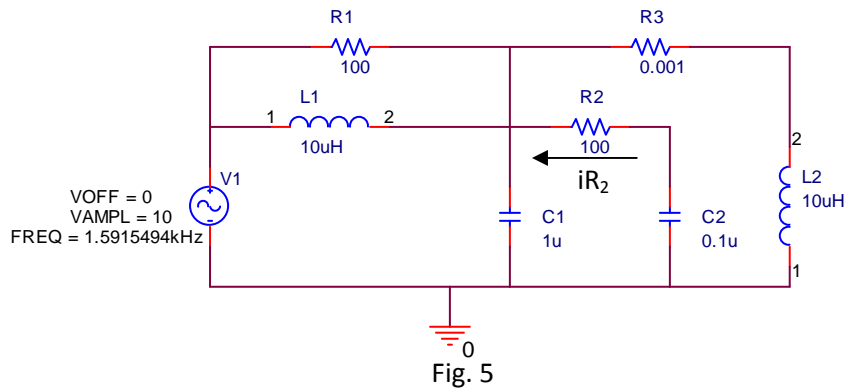 R1
100
R3
0.001
L1
1
2
10uH
R2
100
iR2
2
L2
10uH
1
V1
VOFF = 0
VAMPL = 10
FREQ = 1.5915494kHz
C1
1u
C2
0.1u
0
Fig. 5